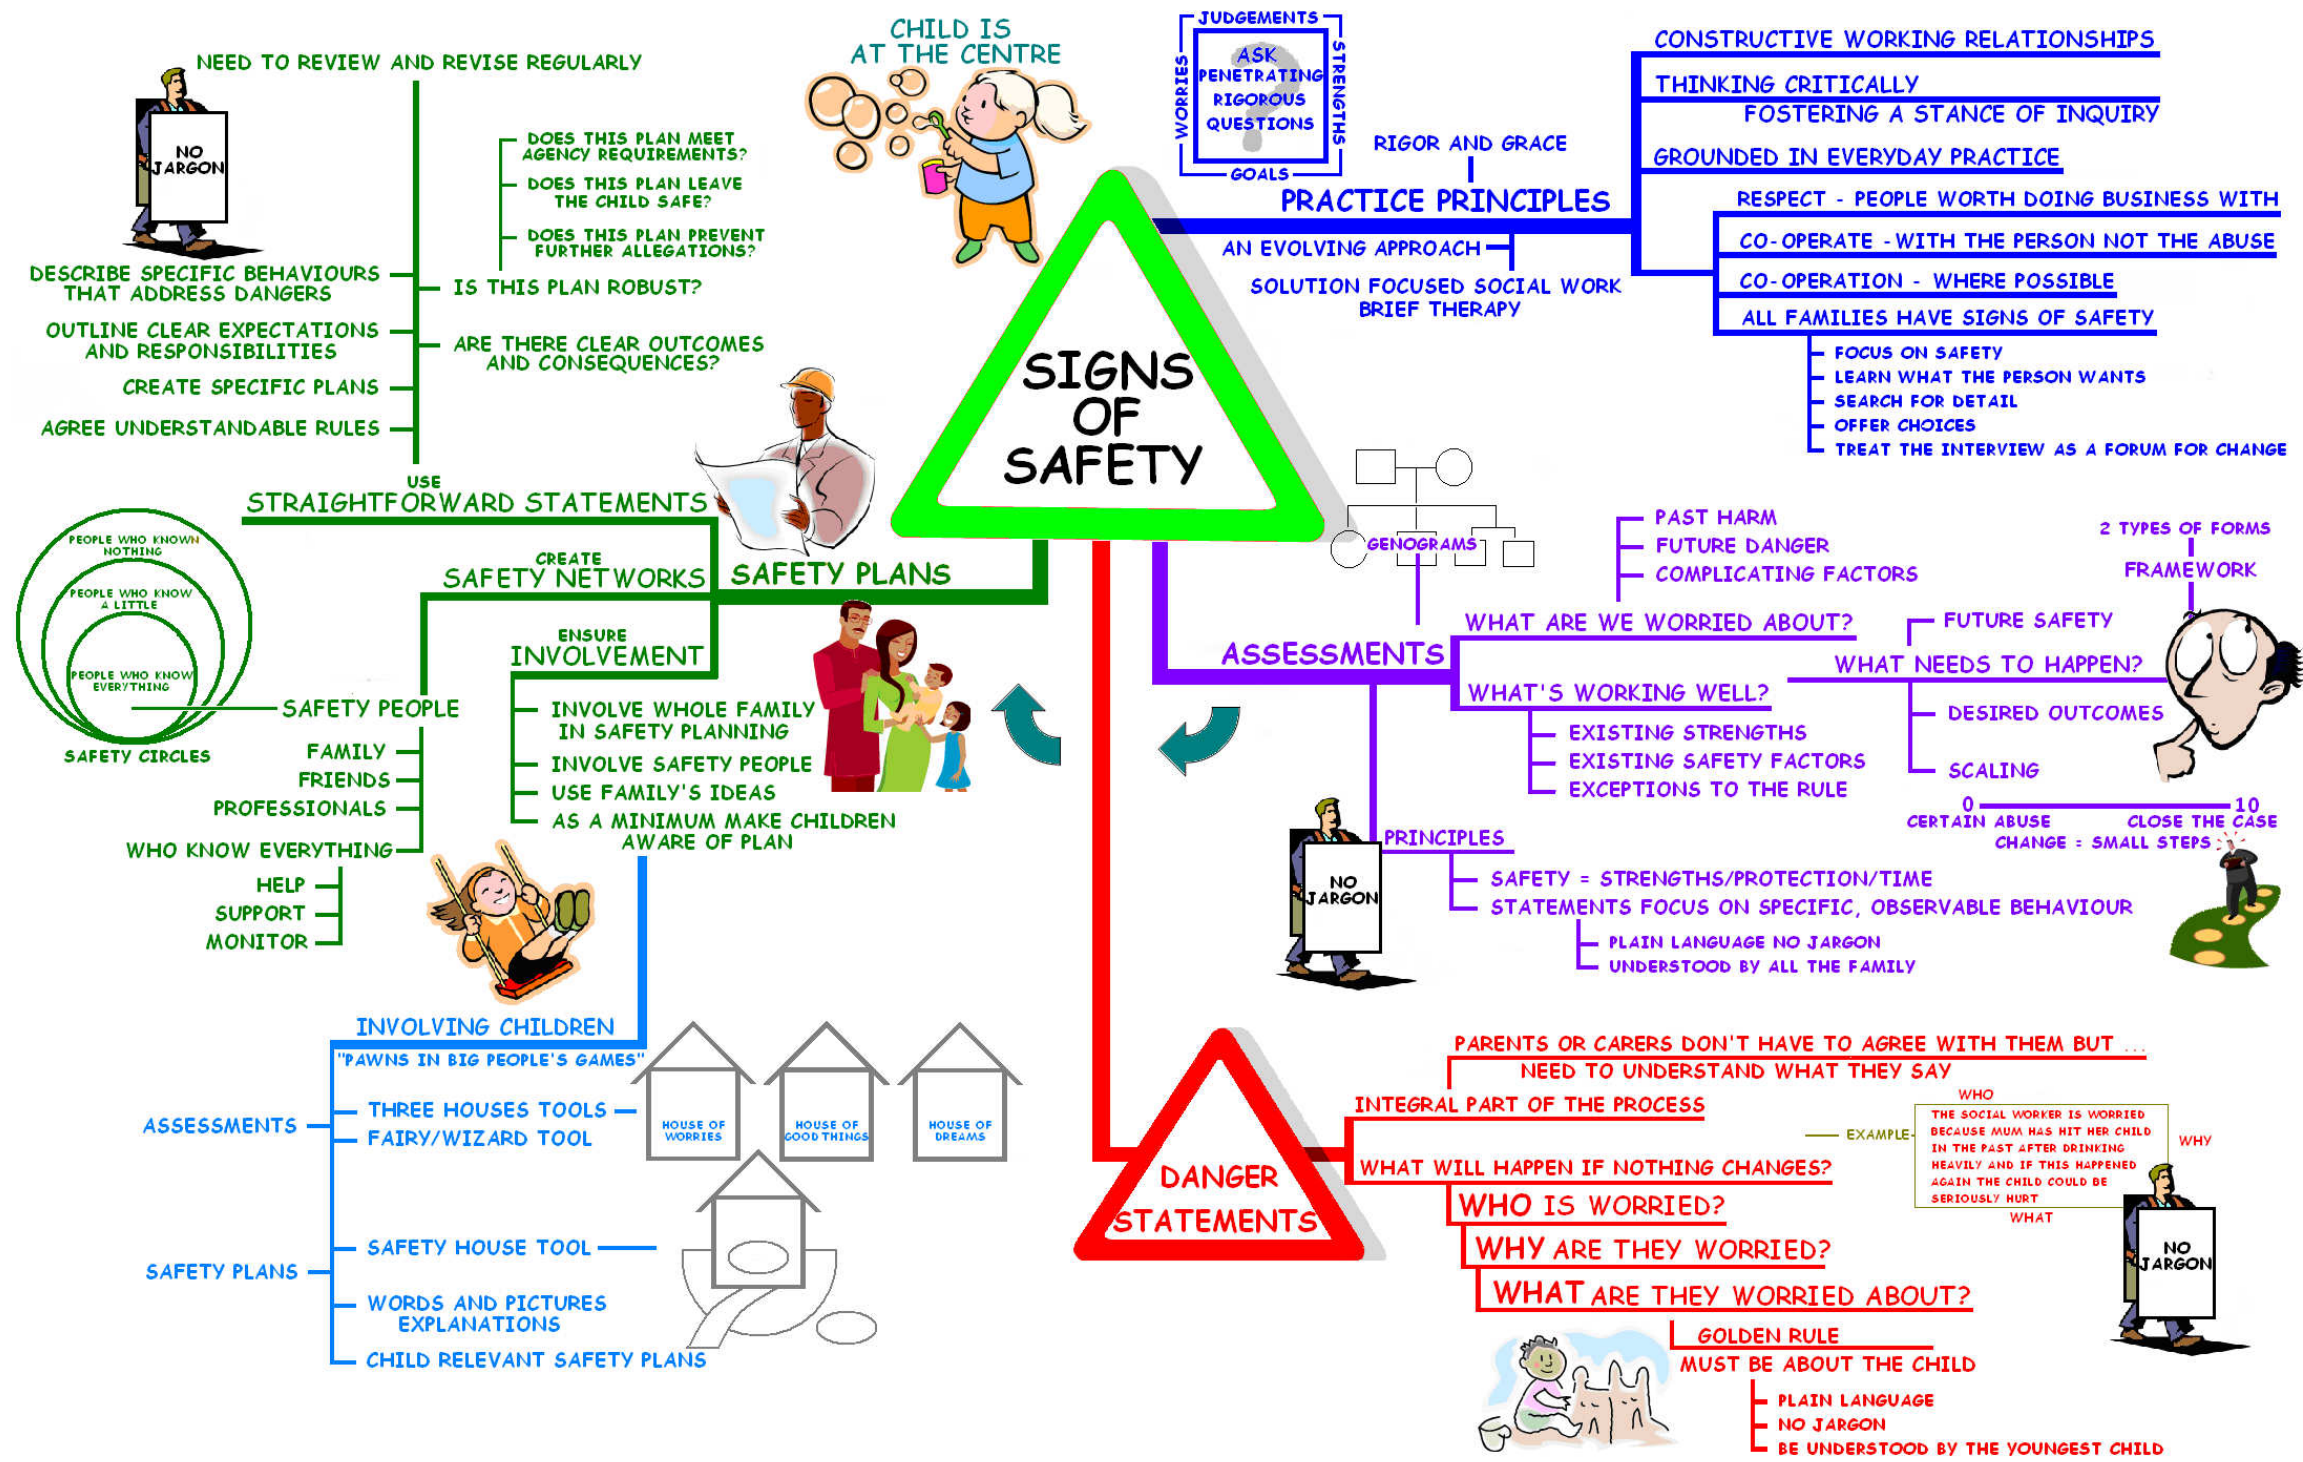 CHILD IS
AT THE CENTRE
SIGNS
OF
SAFETY
JUDGEMENTS
WORRIES
STRENGTHS
GOALS
ASK
PENETRATING
RIGOROUS
QUESTIONS
?
RIGOR AND GRACE
PRACTICE PRINCIPLES
AN EVOLVING APPROACH
SOLUTION FOCUSED SOCIAL WORK
BRIEF THERAPY
CONSTRUCTIVE WORKING RELATIONSHIPS
THINKING CRITICALLY
FOSTERING A STANCE OF INQUIRY
GROUNDED IN EVERYDAY PRACTICE
RESPECT - PEOPLE WORTH DOING BUSINESS WITH
CO-OPERATE - WITH THE PERSON NOT THE ABUSE
CO-OPERATION - WHERE POSSIBLE
ALL FAMILIES HAVE SIGNS OF SAFETY
FOCUS ON SAFETY
LEARN WHAT THE PERSON WANTS
SEARCH FOR DETAIL
OFFER CHOICES
TREAT THE INTERVIEW AS A FORUM FOR CHANGE
GENOGRAMS
ASSESSMENTS
PAST HARM
FUTURE DANGER
COMPLICATING FACTORS
WHAT ARE WE WORRIED ABOUT?
WHAT'S WORKING WELL?
EXISTING STRENGTHS
EXISTING SAFETY FACTORS
EXCEPTIONS TO THE RULE
2 TYPES OF FORMS
FRAMEWORK
FUTURE SAFETY
WHAT NEEDS TO HAPPEN?
DESIRED OUTCOMES
SCALING
0 10
CERTAIN ABUSE CLOSE THE CASE
CHANGE = SMALL STEPS
PRINCIPLES
NO
JARGON
SAFETY = STRENGTHS/PROTECTION/TIME
STATEMENTS FOCUS ON SPECIFIC, OBSERVABLE BEHAVIOUR
PLAIN LANGUAGE NO JARGON
UNDERSTOOD BY ALL THE FAMILY
DANGER
STATEMENTS
PARENTS OR CARERS DON'T HAVE TO AGREE WITH THEM BUT ...
NEED TO UNDERSTAND WHAT THEY SAY
INTEGRAL PART OF THE PROCESS
WHAT WILL HAPPEN IF NOTHING CHANGES?
WHO IS WORRIED?
WHY ARE THEY WORRIED?
WHAT ARE THEY WORRIED ABOUT?
GOLDEN RULE
MUST BE ABOUT THE CHILD
PLAIN LANGUAGE
NO JARGON
BE UNDERSTOOD BY THE YOUNGEST CHILD
EXAMPLE
WHO
THE SOCIAL WORKER IS WORRIED
BECAUSE MUM HAS HIT HER CHILD
IN THE PAST AFTER DRINKING
HEAVILY AND IF THIS HAPPENED
AGAIN THE CHILD COULD BE
SERIOUSLY HURT
WHY
WHAT
NO
JARGON
SAFETY PLANS
USE
STRAIGHTFORWARD STATEMENTS
NEED TO REVIEW AND REVISE REGULARLY
NO
JARGON
DOES THIS PLAN MEET
AGENCY REQUIREMENTS?
DOES THIS PLAN LEAVE
THE CHILD SAFE?
DOES THIS PLAN PREVENT
FURTHER ALLEGATIONS?
IS THIS PLAN ROBUST?
ARE THERE CLEAR OUTCOMES
AND CONSEQUENCES?
DESCRIBE SPECIFIC BEHAVIOURS
THAT ADDRESS DANGERS
OUTLINE CLEAR EXPECTATIONS
AND RESPONSIBILITIES
CREATE SPECIFIC PLANS
AGREE UNDERSTANDABLE RULES
CREATE
SAFETY NETWORKS
PEOPLE WHO KNOWN
NOTHING
PEOPLE WHO KNOW
A LITTLE
PEOPLE WHO KNOW
EVERYTHING
SAFETY CIRCLES
SAFETY PEOPLE
FAMILY
FRIENDS
PROFESSIONALS
WHO KNOW EVERYTHING
HELP
SUPPORT
MONITOR
ENSURE
INVOLVEMENT
INVOLVE WHOLE FAMILY
IN SAFETY PLANNING
INVOLVE SAFETY PEOPLE
USE FAMILY'S IDEAS
AS A MINIMUM MAKE CHILDREN
AWARE OF PLAN
INVOLVING CHILDREN
"PAWNS IN BIG PEOPLE'S GAMES"
ASSESSMENTS
THREE HOUSES TOOLS
FAIRY/WIZARD TOOL
HOUSE OF
WORRIES
HOUSE OF
GOOD THINGS
HOUSE OF
DREAMS
SAFETY PLANS
SAFETY HOUSE TOOL
WORDS AND PICTURES
EXPLANATIONS
CHILD RELEVANT SAFETY PLANS